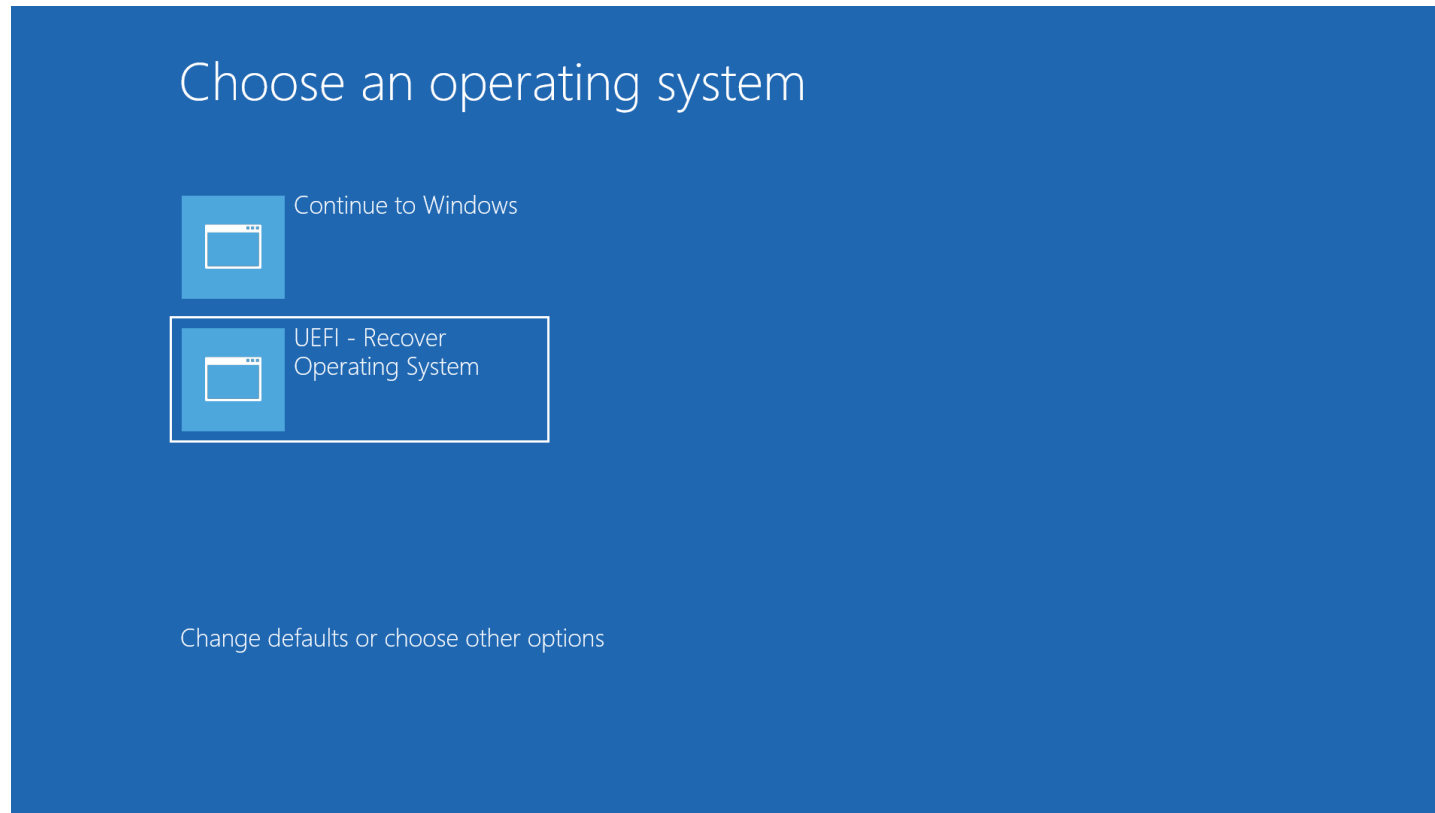 Choose an operating system
Continue to Windows
UEFI - Recover
Operating System
Change defaults or choose other options